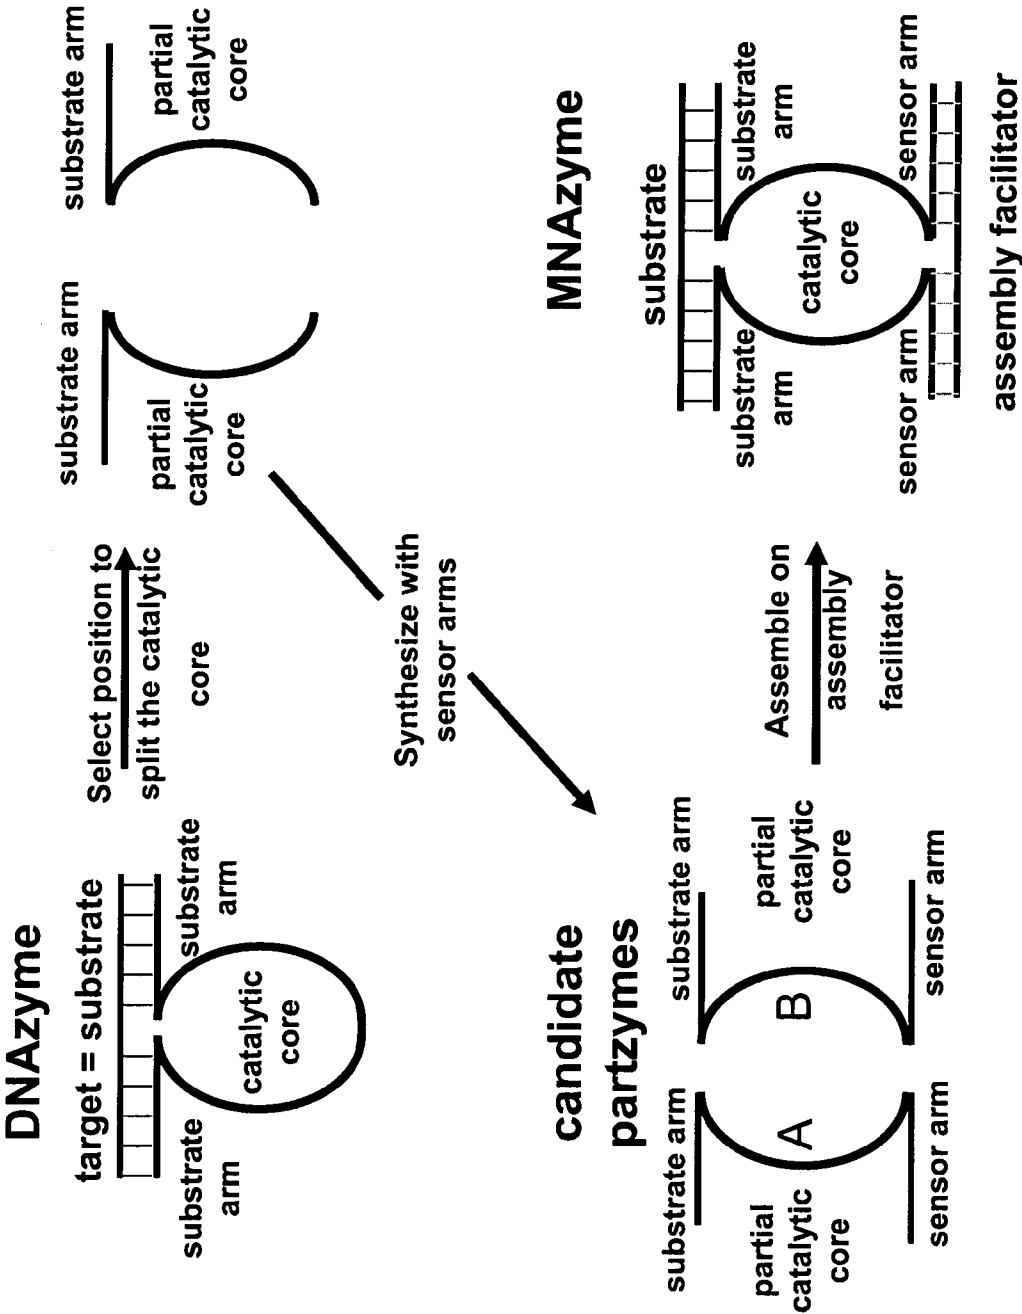 DNAzyme
target = substrate
substrate
arm
substrate
arm
catalytic
core
Select position to
split the catalytic
core
substrate arm
partial
catalytic
core
substrate arm
partial
catalytic
core
Synthesize with
sensor arms
candidate
partzymes
substrate arm
substrate arm
partial
catalytic
core
A
B
partial
catalytic
core
sensor arm
sensor arm
Assemble on
assembly
facilitator
MNAzyme
substrate
substrate
arm
substrate
arm
catalytic
core
sensor arm
sensor arm
assembly facilitator